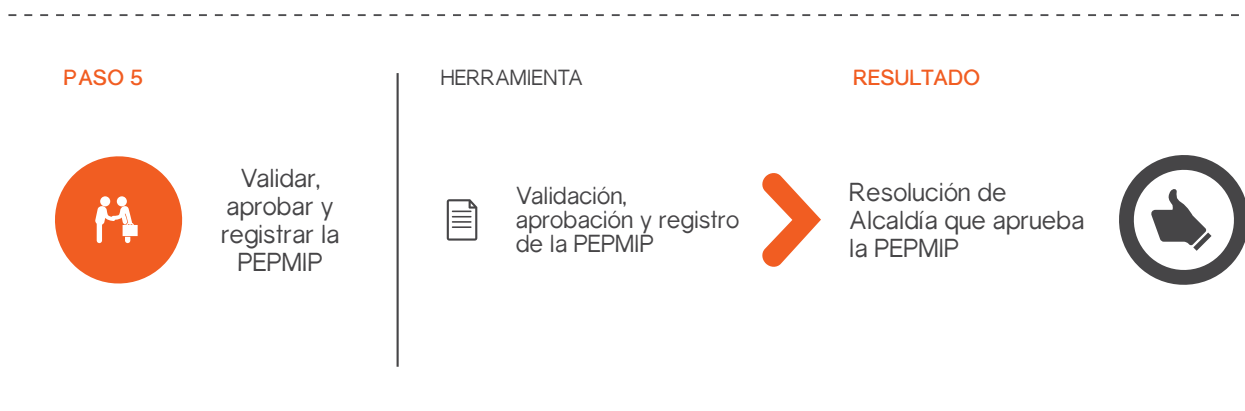 PASO 5
Validar,
aprobar y
registrar la
PEPMIP
HERRAMIENTA
Validación,
aprobación y registro
de la PEPMIP
RESULTADO
Resolución de
Alcaldía que aprueba
la PEPMIP